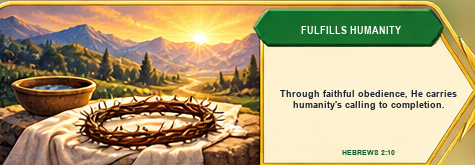 FULFILLS HUMANITY
Through faithful obedience, He carries
humanity's calling to completion.
HEBREWS 2:10